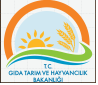 T.C.
GIDA TARIM VE HAYVANCILIK
BAKANLIĞI